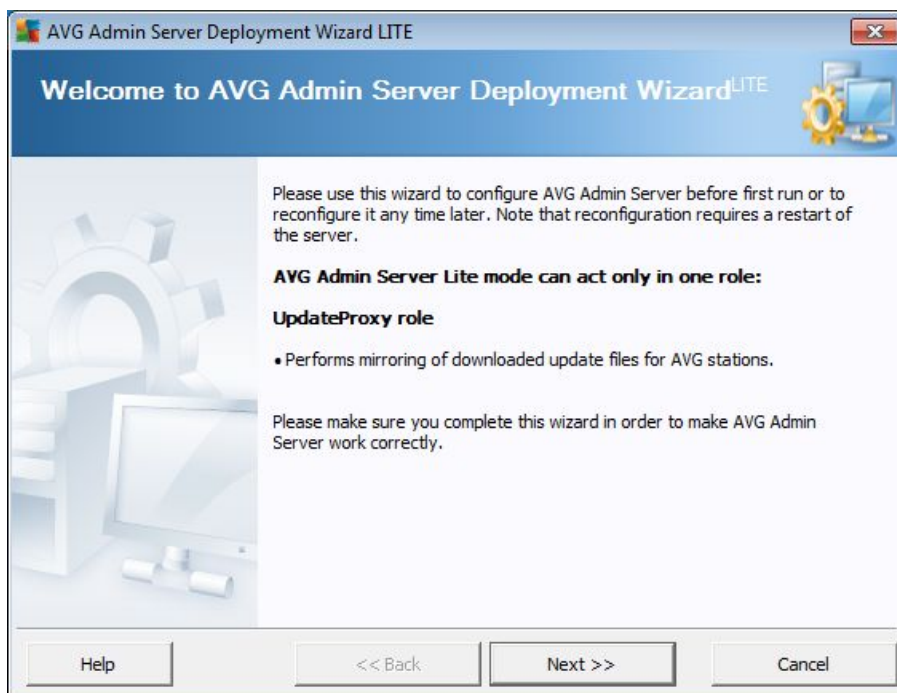 AVG Admin Server Deployment Wizard LITE
Welcome to AVG Admin Server Deployment Wizard LITE
Please use this wizard to configure AVG Admin Server before first run or to
reconfigure it any time later. Note that reconfiguration requires a restart of
the server.
AVG Admin Server Lite mode can act only in one role:
UpdateProxy role
• Performs mirroring of downloaded update files for AVG stations.
Please make sure you complete this wizard in order to make AVG Admin
Server work correctly.
Help
<< Back
Next >>
Cancel